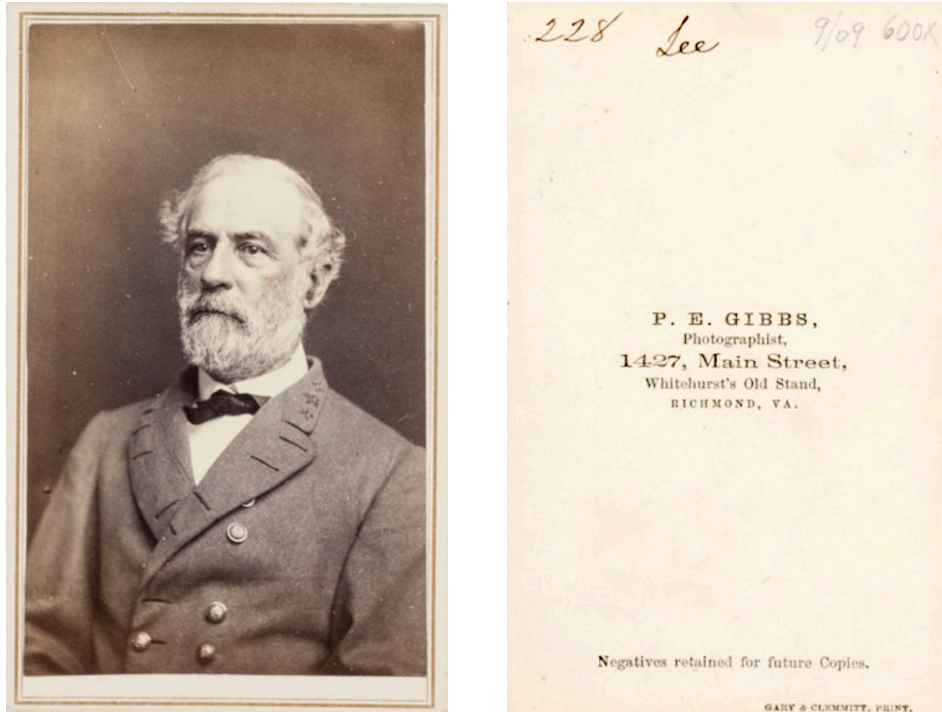 228 Lee 9/09 600X
P. E. GIBBS,
Photographist,
1427, Main Street,
Whitehurst's Old Stand,
RICHMOND, VA.
Negatives retained for future Copies.
GARY & CLEMMITT, PRINT.